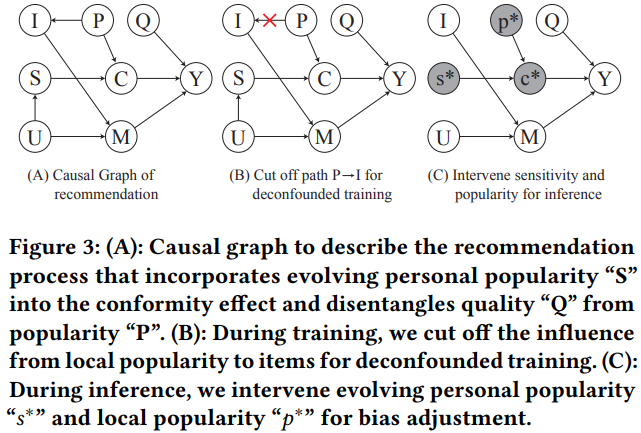 I P Q I P Q I p* Q
S C Y S C Y s* c* Y
U M U M U M
(A) Causal Graph of (B) Cut off path P→I for (C) Intervene sensitivity and
recommendation deconfounded training popularity for inference
Figure 3: (A): Causal graph to describe the recommendation
process that incorporates evolving personal popularity “S”
into the conformity effect and disentangles quality “Q” from
popularity “P”. (B): During training, we cut off the influence
from local popularity to items for deconfounded training. (C):
During inference, we intervene evolving personal popularity
“s*” and local popularity “p*” for bias adjustment.